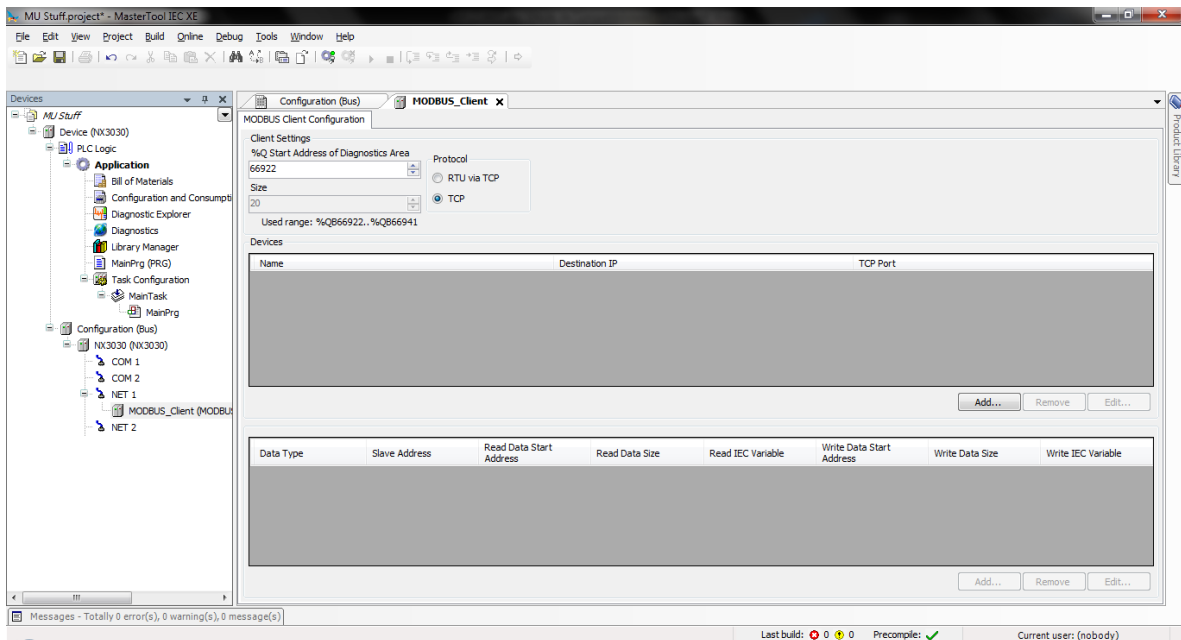 MU Stuff.project* - MasterTool IEC XE
File Edit View Project Build Online Debug Tools Window Help
Devices
MU Stuff
Device (NX3030)
PLC Logic
Application
Bill of Materials
Configuration and Consumpti
Diagnostic Explorer
Diagnostics
Library Manager
MainPrg (PRG)
Task Configuration
MainTask
MainPrg
Configuration (Bus)
NX3030 (NX3030)
COM 1
COM 2
NET 1
MODBUS_Client (MODBU
NET 2
Configuration (Bus) MODBUS_Client
MODBUS Client Configuration
Client Settings
%Q Start Address of Diagnostics Area
66922
Size
20
Used range: %QB66922..%QB66941
Protocol
RTU via TCP
TCP
Devices
Name Destination IP TCP Port
Add... Remove Edit...
Data Type Slave Address Read Data Start Address Read Data Size Read IEC Variable Write Data Start Address Write Data Size Write IEC Variable
Add... Remove Edit...
Product Library
Messages - Totally 0 error(s), 0 warning(s), 0 message(s)
Last build: 0 0 Precompile: Current user: (nobody)